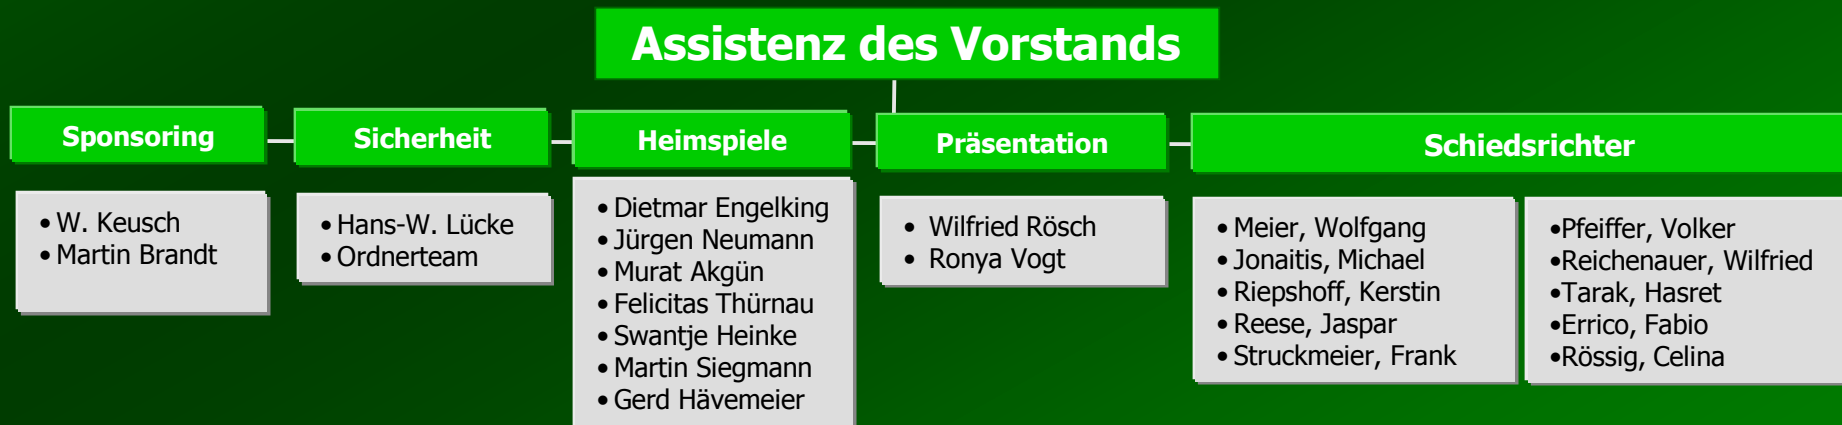 Assistenz des Vorstands
Sponsoring
• W. Keusch
• Martin Brandt
Sicherheit
• Hans-W. Lücke
• Ordnerteam
Heimspiele
• Dietmar Engelking
• Jürgen Neumann
• Murat Akgün
• Felicitas Thürnau
• Swantje Heinke
• Martin Siegmann
• Gerd Hävemeier
Präsentation
• Wilfried Rösch
• Ronya Vogt
Schiedsrichter
• Meier, Wolfgang
• Jonaitis, Michael
• Riepshoff, Kerstin
• Reese, Jaspar
• Struckmeier, Frank
•Pfeiffer, Volker
•Reichenauer, Wilfried
•Tarak, Hasret
•Errico, Fabio
•Rössig, Celina